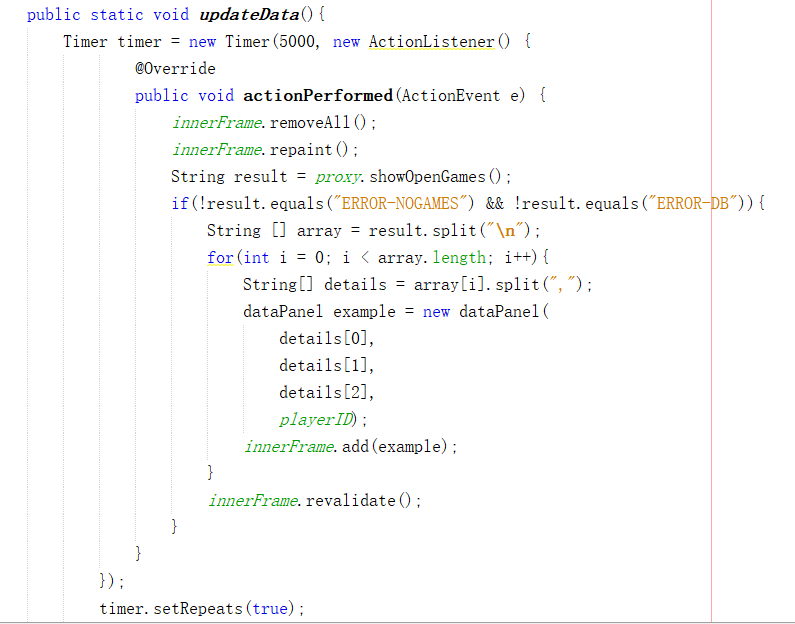 public static void updateData(){
Timer timer = new Timer(5000, new ActionListener() {
@Override
public void actionPerformed(ActionEvent e) {
innerFrame.removeAll();
innerFrame.repaint();
String result = proxy.showOpenGames();
if(!result.equals("ERROR-NOGAMES") && !result.equals("ERROR-DB")){
String [] array = result.split("\n");
for(int i = 0; i < array.length; i++){
String[] details = array[i].split(",");
dataPanel example = new dataPanel(
details[0],
details[1],
details[2],
playerID);
innerFrame.add(example);
}
innerFrame.revalidate();
}
}
});
timer.setRepeats(true);